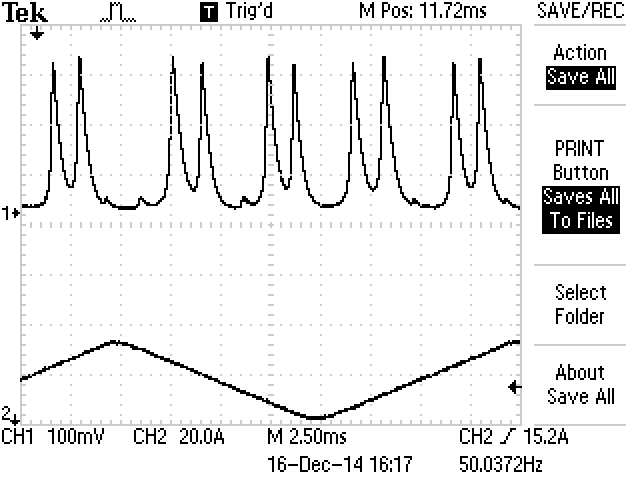 Tek T Trig'd M Pos: 11.72ms SAVE/REC
Action
Save All
PRINT
Button
Saves All
To Files
Select
Folder
About
Save All
1
2
CH1 100mV CH2 20.0A M 2.50ms CH2 / 15.2A
16-Dec-14 16:17 50.0372Hz